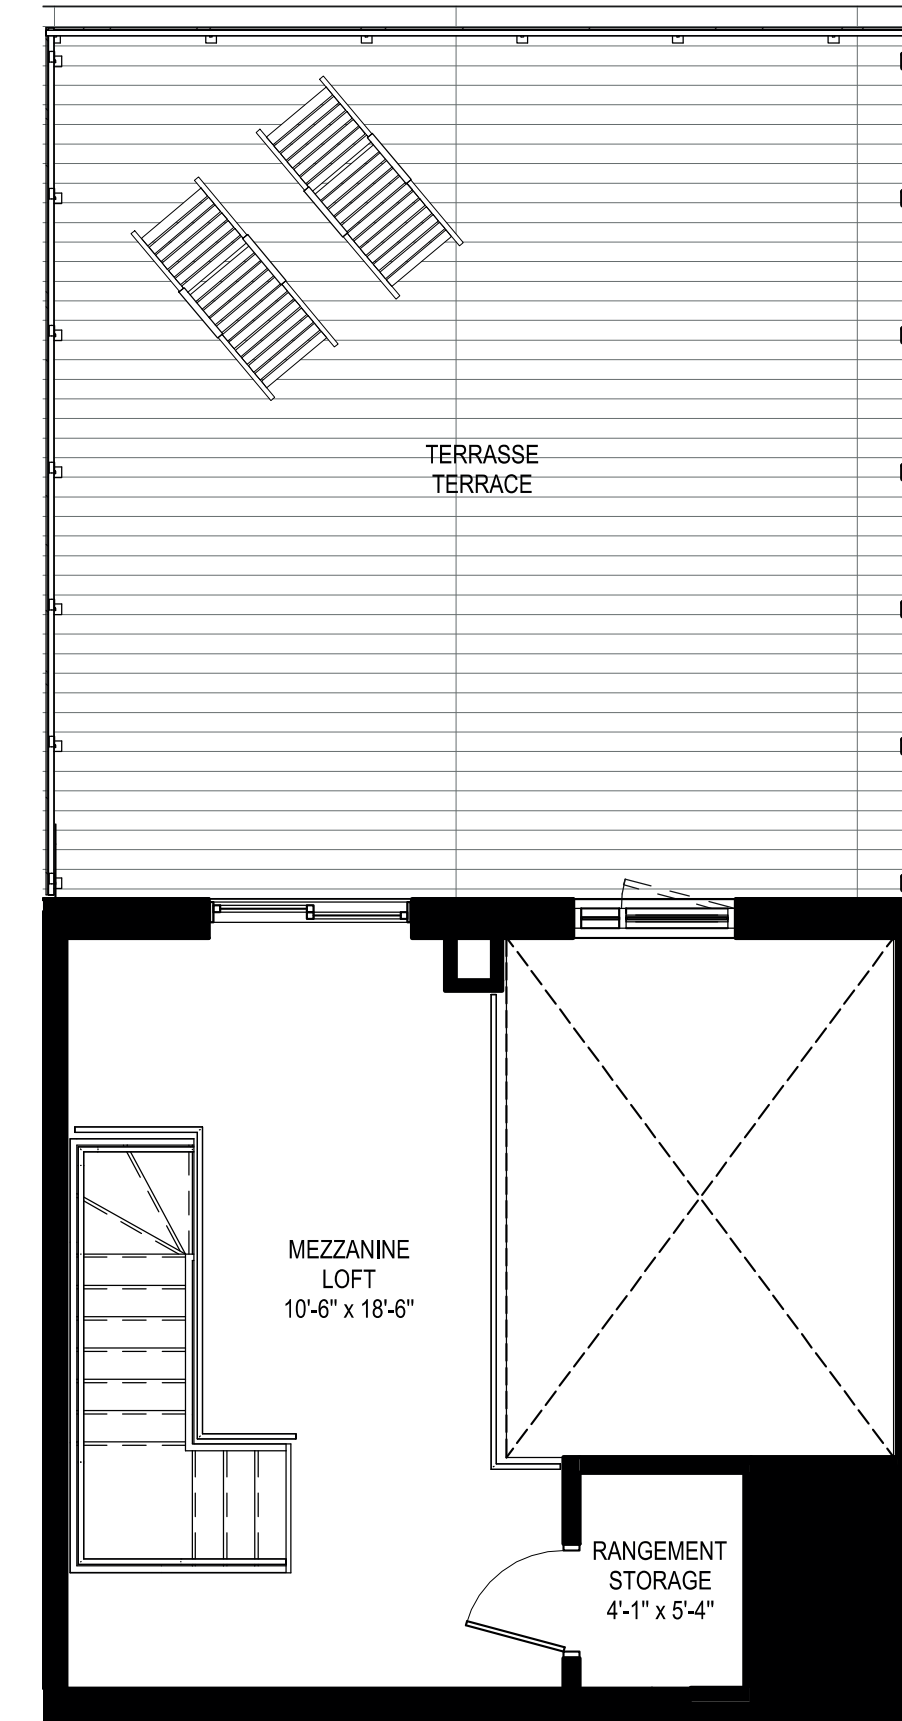 TERRASSE
TERRACE
MEZZANINE
LOFT
10'-6" x 18'-6"
RANGEMENT
STORAGE
4'-1" x 5'-4"